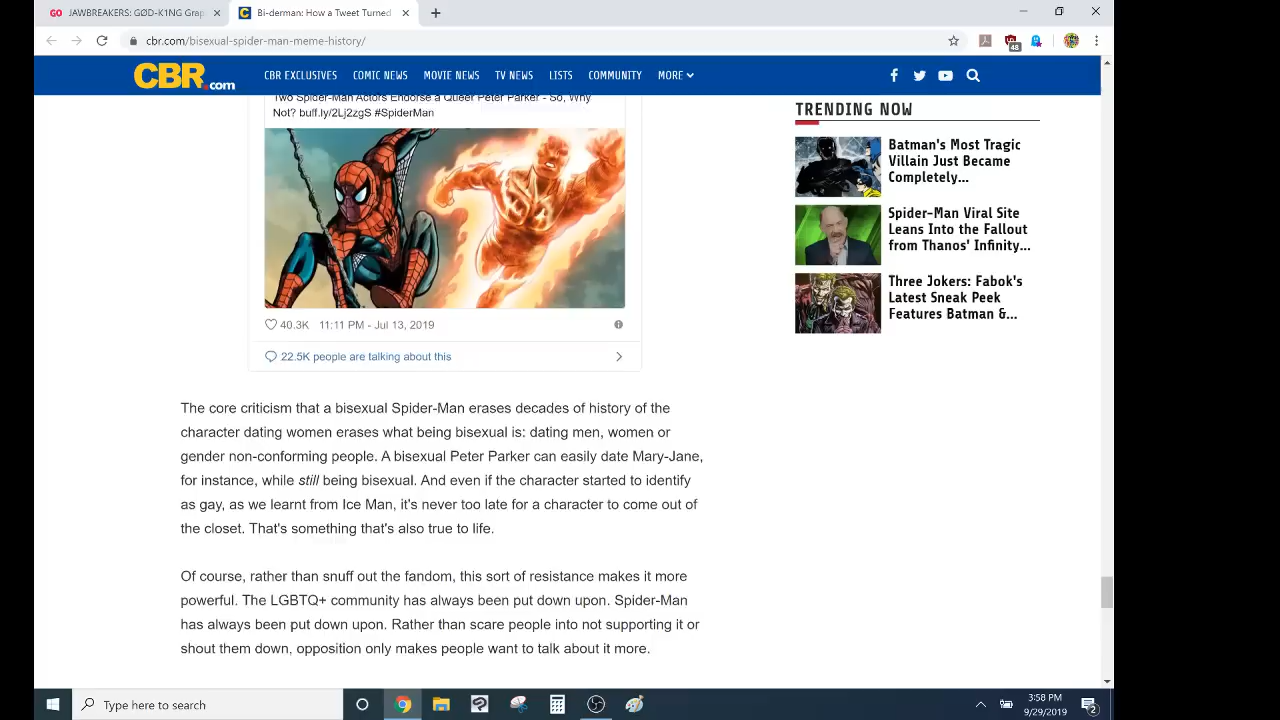 JAWBREAKERS: GØD-K1NG Grap
Bi-derman: How a Tweet Turned
cbr.com/bisexual-spider-man-meme-history/
48
CBR.com
CBR EXCLUSIVES
COMIC NEWS
MOVIE NEWS
TV NEWS
LISTS
COMMUNITY
MORE
Two Spider-Man Actors Endorse a Queer Peter Parker - So, Why
Not? buff.ly/2Lj2zgS #SpiderMan
40.3K 11:11 PM - Jul 13, 2019
22.5K people are talking about this
The core criticism that a bisexual Spider-Man erases decades of history of the
character dating women erases what being bisexual is: dating men, women or
gender non-conforming people. A bisexual Peter Parker can easily date Mary-Jane,
for instance, while still being bisexual. And even if the character started to identify
as gay, as we learnt from Ice Man, it's never too late for a character to come out of
the closet. That's something that's also true to life.
Of course, rather than snuff out the fandom, this sort of resistance makes it more
powerful. The LGBTQ+ community has always been put down upon. Spider-Man
has always been put down upon. Rather than scare people into not supporting it or
shout them down, opposition only makes people want to talk about it more.
TRENDING NOW
Batman's Most Tragic
Villain Just Became
Completely...
Spider-Man Viral Site
Leans Into the Fallout
from Thanos' Infinity...
Three Jokers: Fabok's
Latest Sneak Peek
Features Batman &...
Type here to search
3:58 PM
9/29/2019
2